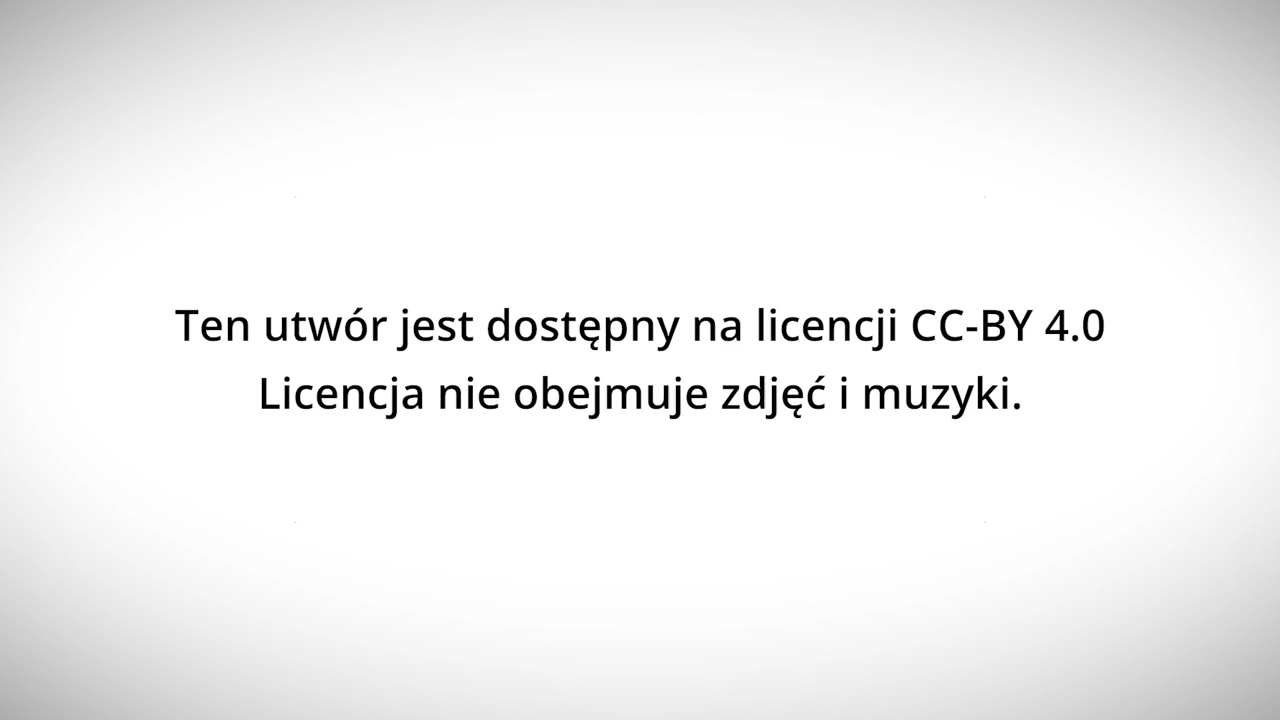 Ten utwór jest dostępny na licencji CC-BY 4.0
Licencja nie obejmuje zdjęć i muzyki.